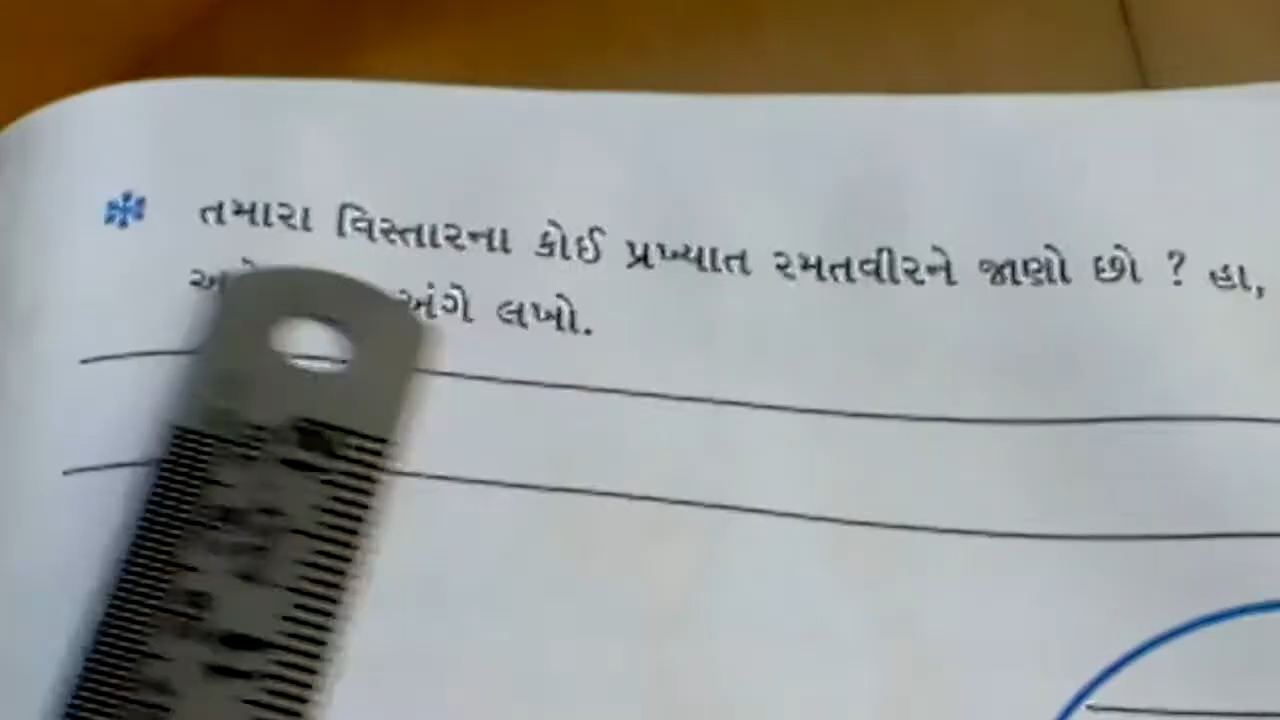 તમારા વિસ્તારના કોઈ પ્રખ્યાત રમતવીરને જાણો છો ? હા,
અંગે લખો.